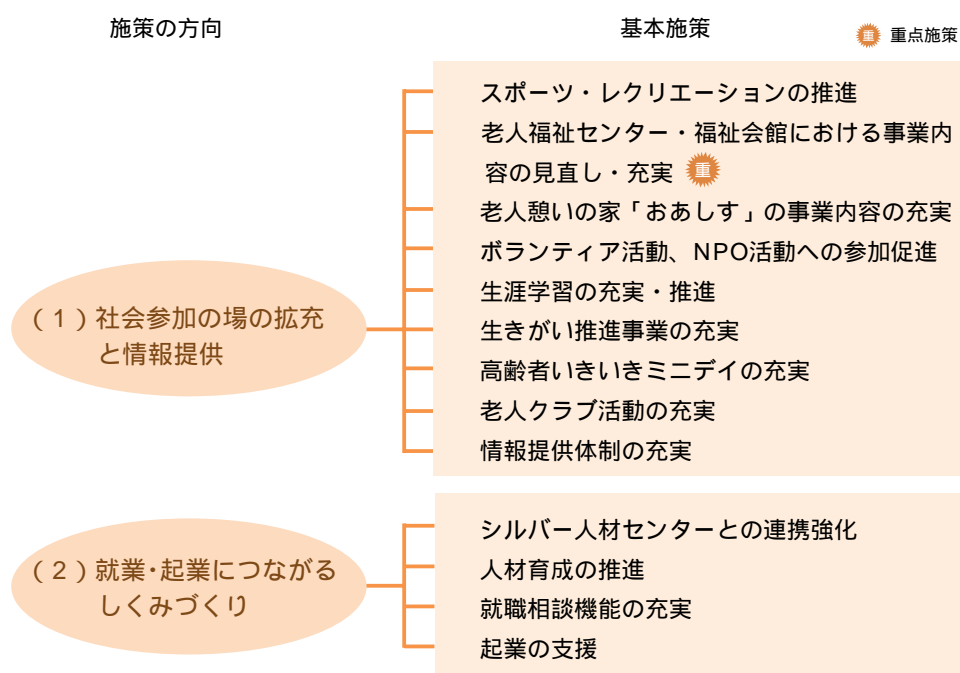 施策の方向
基本施策
重 重点施策
スポーツ・レクリエーションの推進
老人福祉センター・福祉会館における事業内
容の見直し・充実 重
老人憩いの家「おあしす」の事業内容の充実
ボランティア活動、NPO活動への参加促進
(1)社会参加の場の拡充
と情報提供
生涯学習の充実・推進
生きがい推進事業の充実
高齢者いきいきミニデイの充実
老人クラブ活動の充実
情報提供体制の充実
(2)就業・起業につながる
しくみづくり
シルバー人材センターとの連携強化
人材育成の推進
就職相談機能の充実
起業の支援